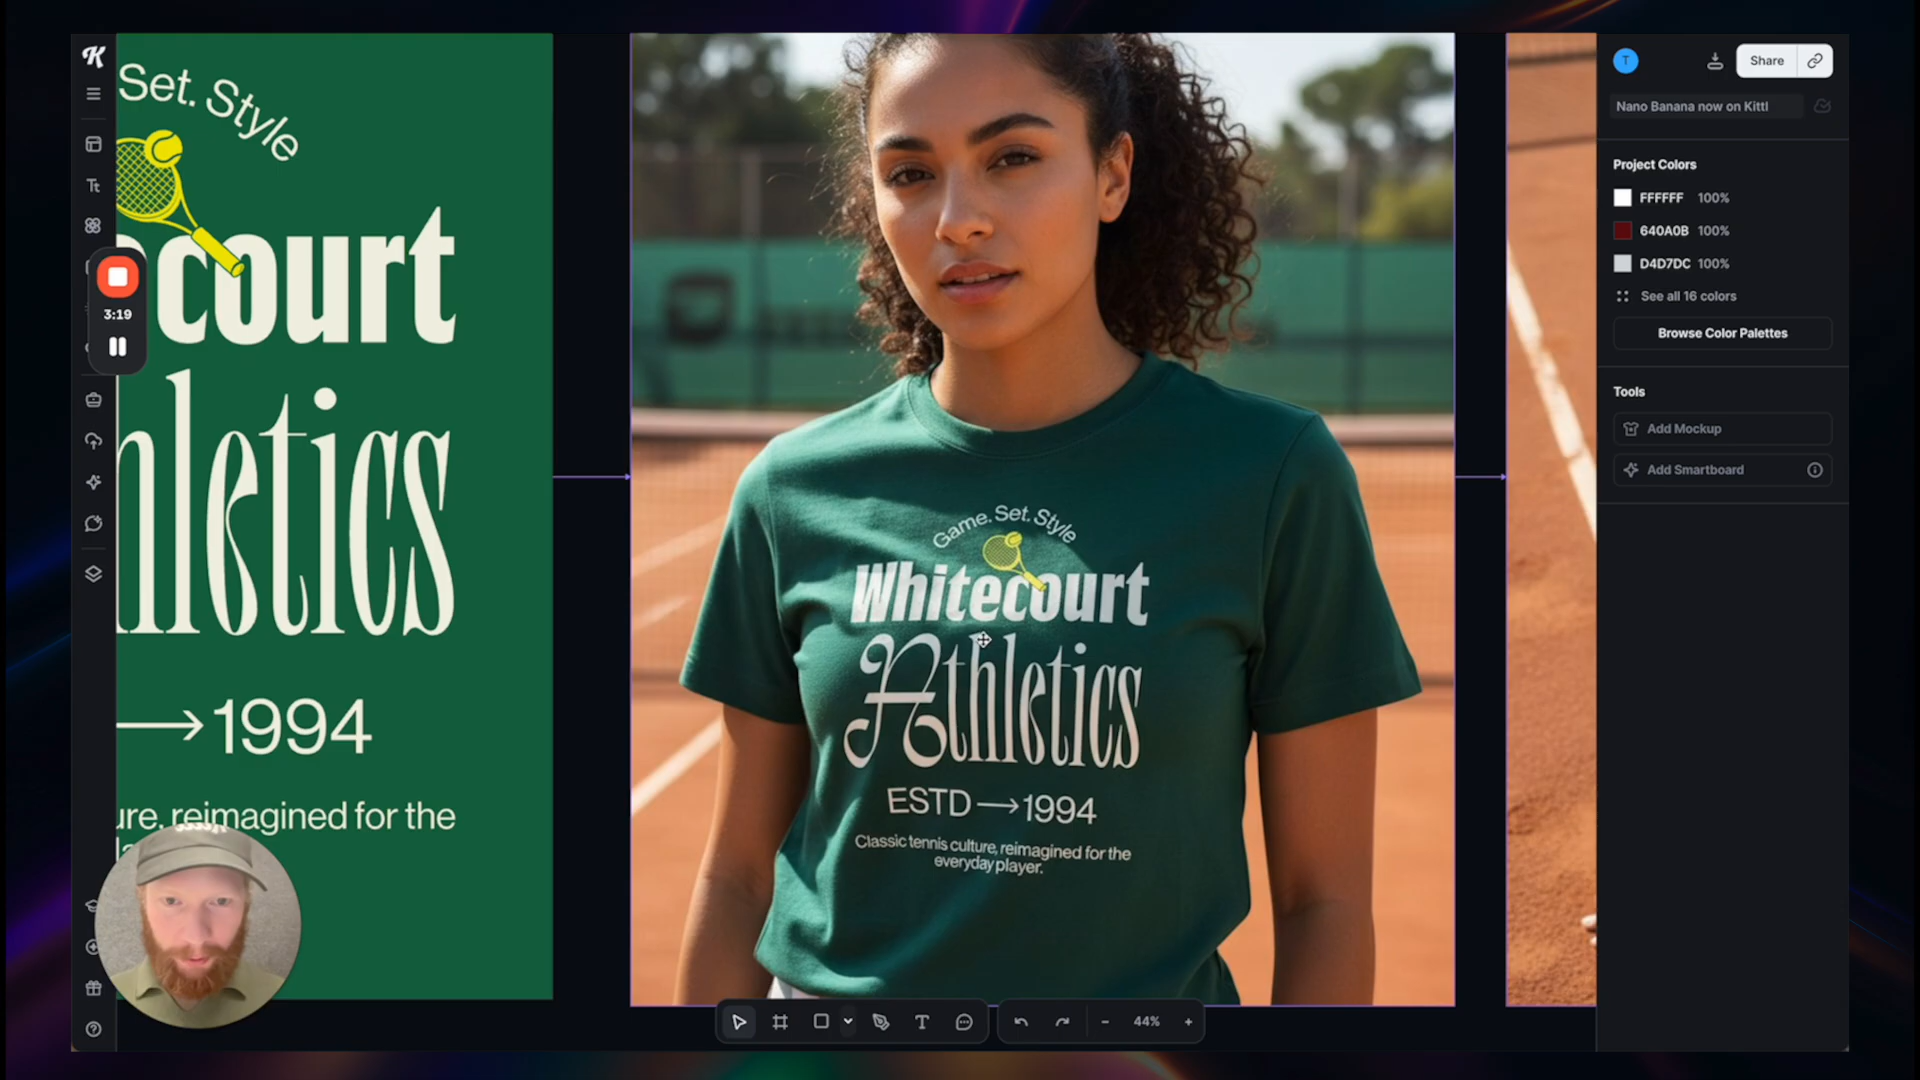 Set. Style
court
hletics
→1994
ure, reimagined for the
3:19
Tt
Game. Set. Style
Whitecourt
Athletics
ESTD→1994
Classic tennis culture, reimagined for the
everyday player.
T
Share
Nano Banana now on Kittl
Project Colors
FFFFFF 100%
640A0B 100%
D4D7DC 100%
See all 16 colors
Browse Color Palettes
Tools
Add Mockup
Add Smartboard
T
44%